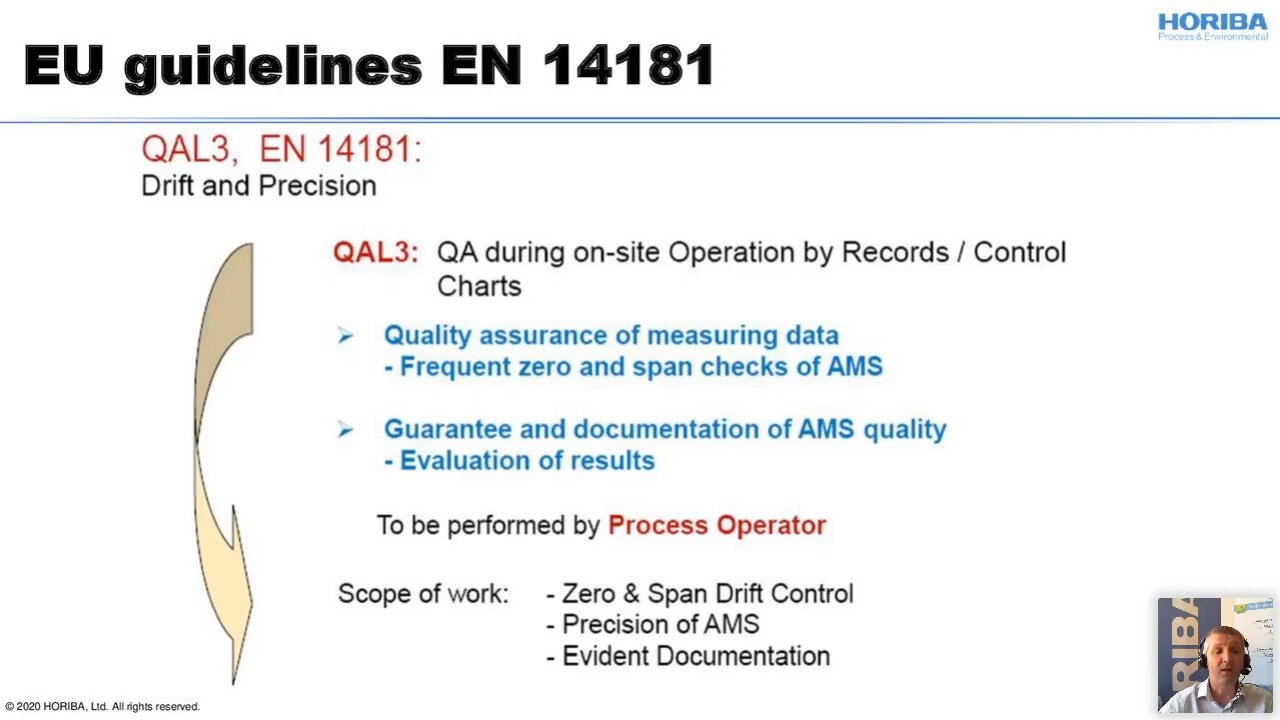 HORIBA
Process & Environmental
EU guidelines EN 14181
QAL3, EN 14181:
Drift and Precision
QAL3: QA during on-site Operation by Records / Control
Charts
➢ Quality assurance of measuring data
- Frequent zero and span checks of AMS
➢ Guarantee and documentation of AMS quality
- Evaluation of results
To be performed by Process Operator
Scope of work: - Zero & Span Drift Control
- Precision of AMS
- Evident Documentation
RIBA
© 2020 HORIBA, Ltd. All rights reserved.